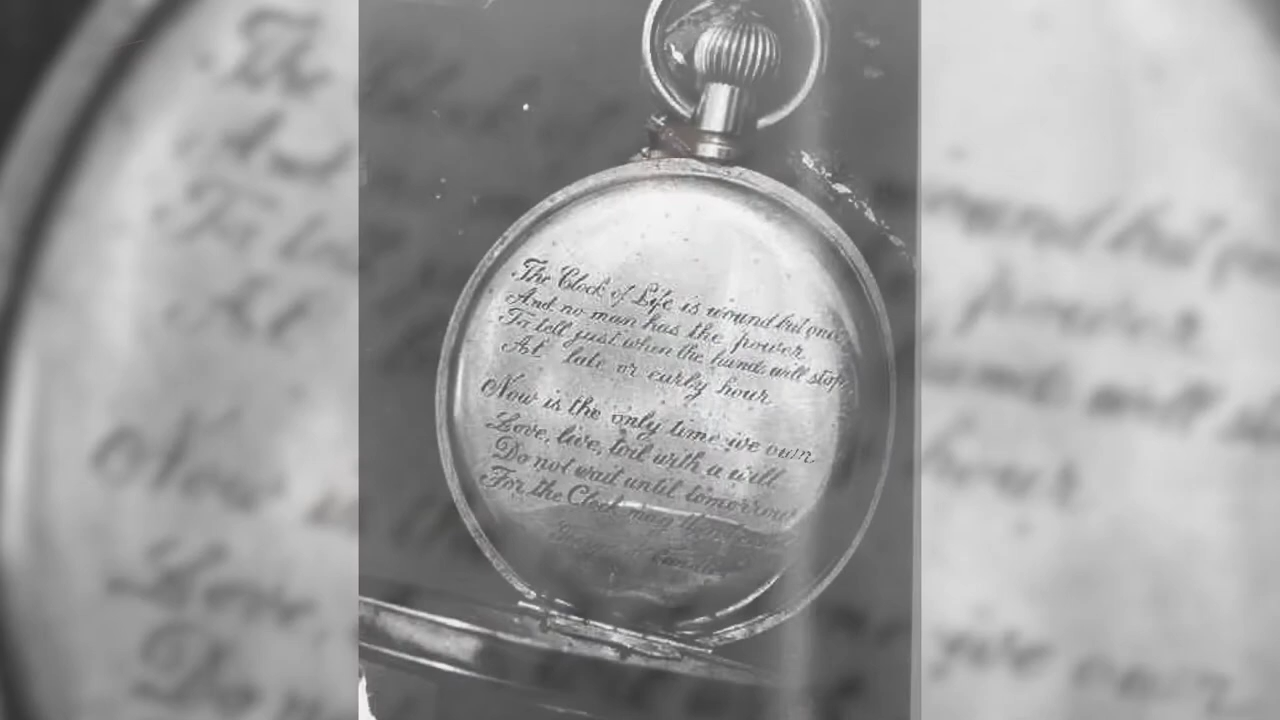 The Clock of Life is wound but once
And no man has the power
To tell just when the hands will stop
At late or early hour
Now is the only time we own
Love, live, toil with a will
Do not wait until tomorrow
For the Clock may then